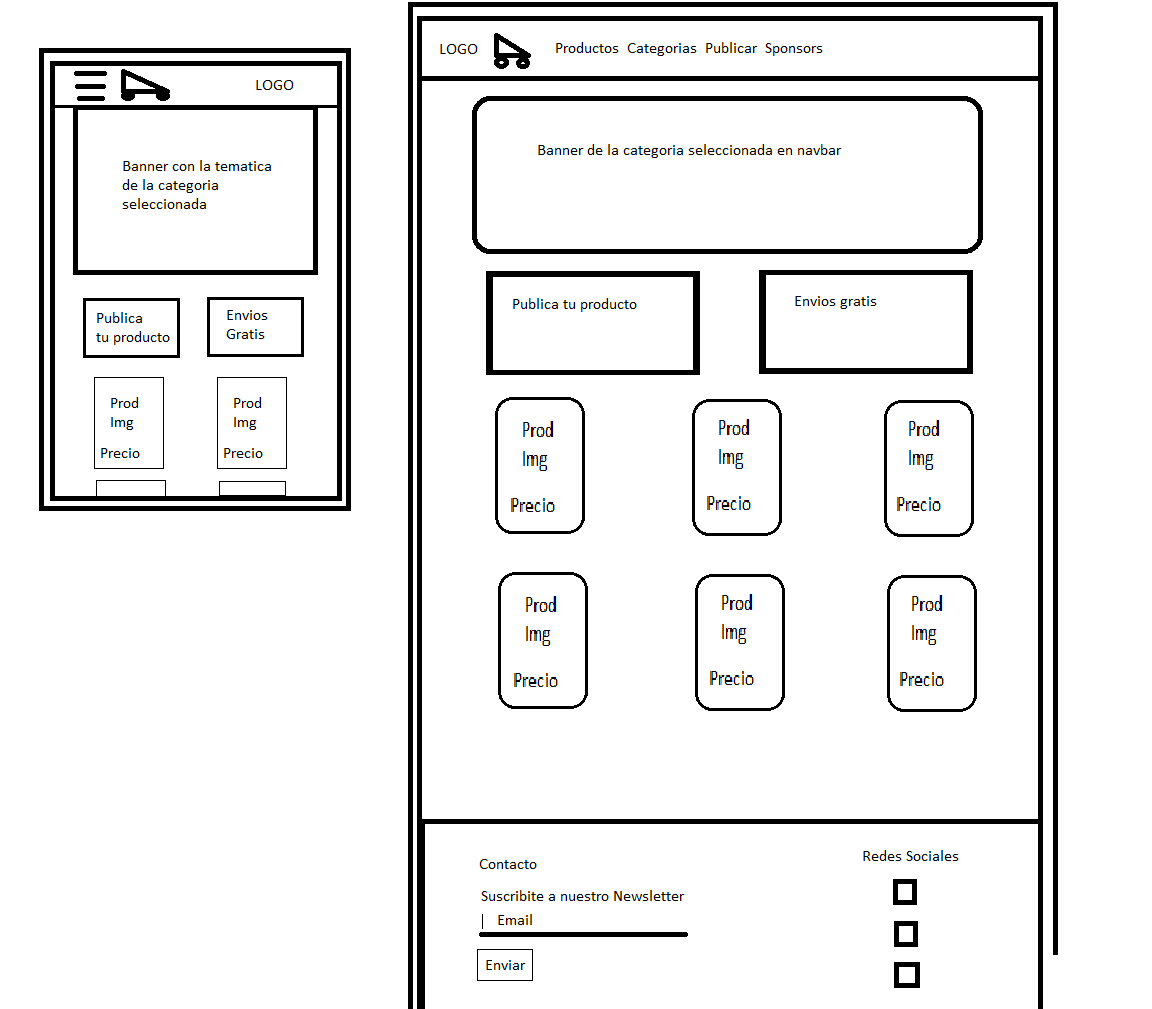 LOGO
Banner con la tematica
de la categoria
seleccionada
Publica
tu producto
Envios
Gratis
Prod
Img
Precio
Prod
Img
Precio
LOGO Productos Categorias Publicar Sponsors
Banner de la categoria seleccionada en navbar
Publica tu producto
Envios gratis
Prod
Img
Precio
Prod
Img
Precio
Prod
Img
Precio
Prod
Img
Precio
Prod
Img
Precio
Prod
Img
Precio
Contacto
Suscribite a nuestro Newsletter
| Email
Enviar
Redes Sociales